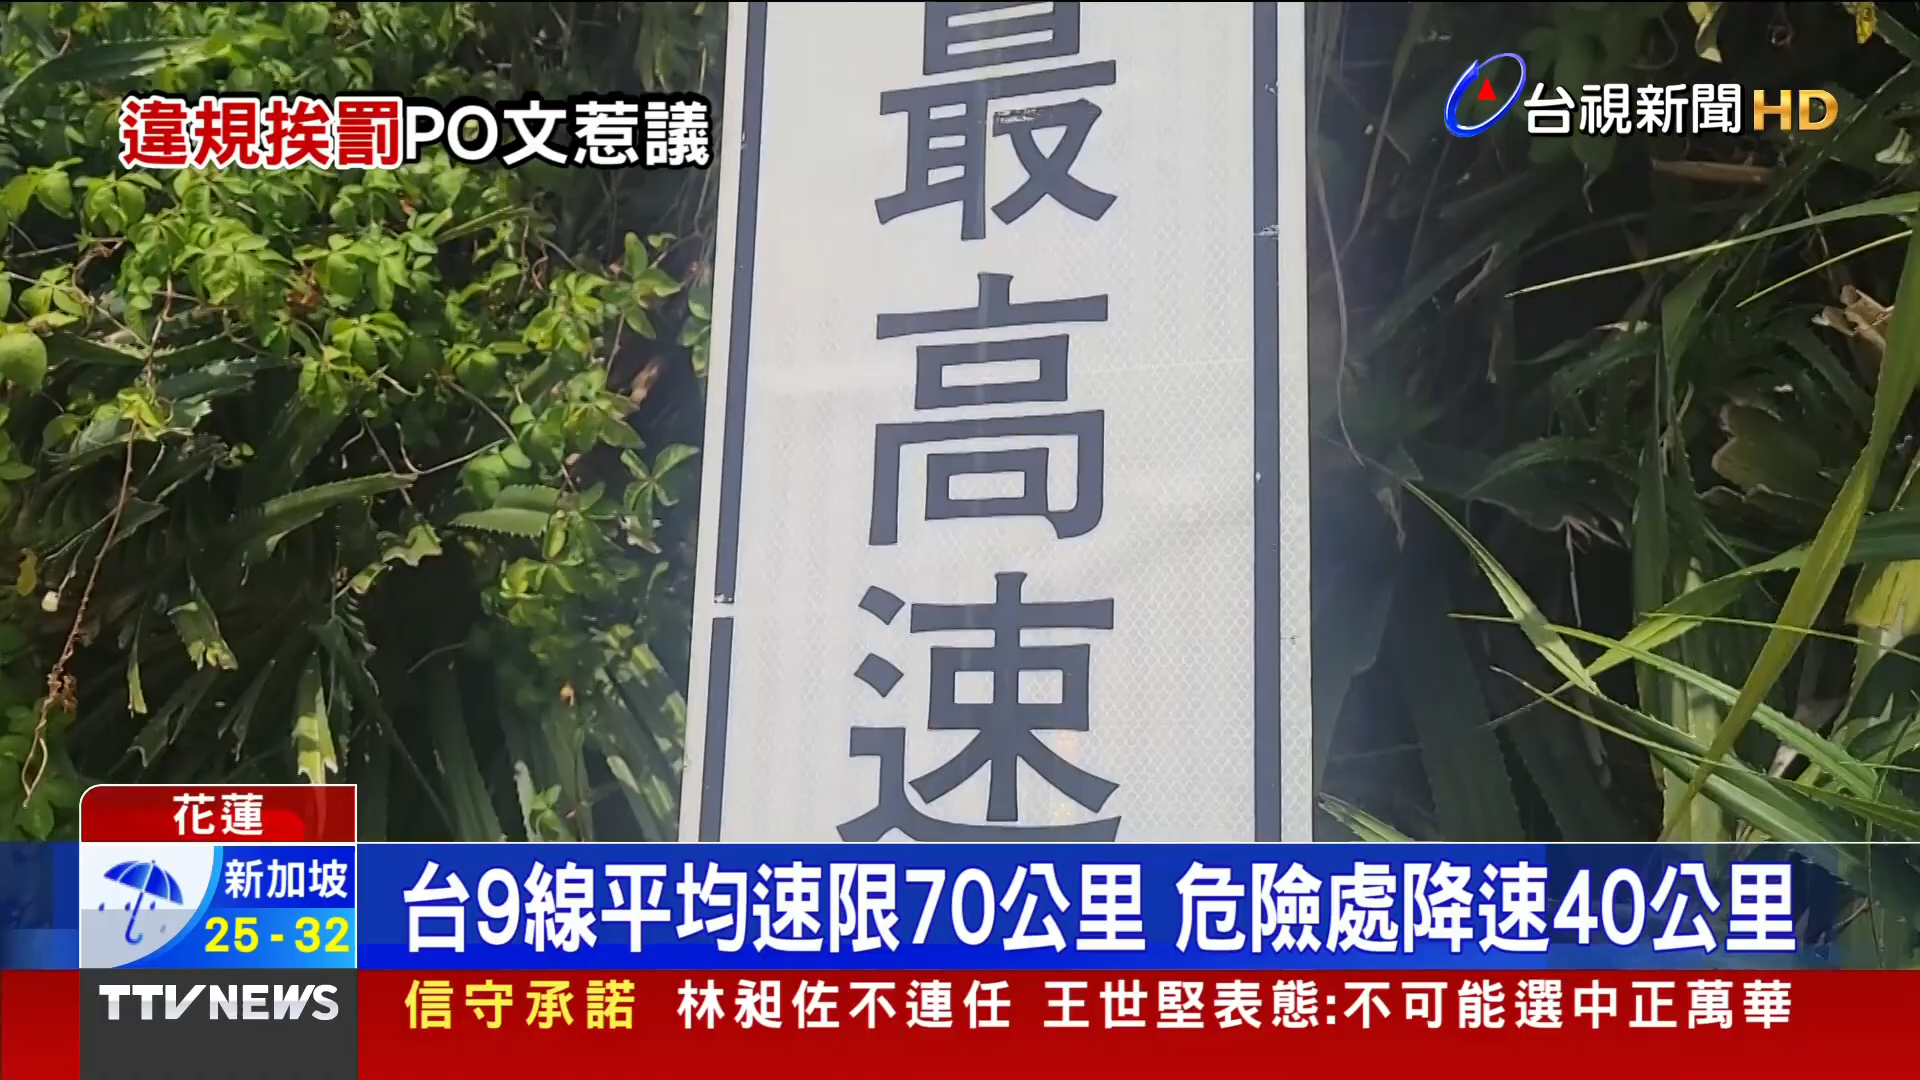 違規挨罰PO文惹議
台視新聞HD
最高速
花蓮
新加坡
25-32
台9線平均速限70公里 危險處降速40公里
TTV NEWS
信守承諾 林昶佐不連任 王世堅表態:不可能選中正萬華